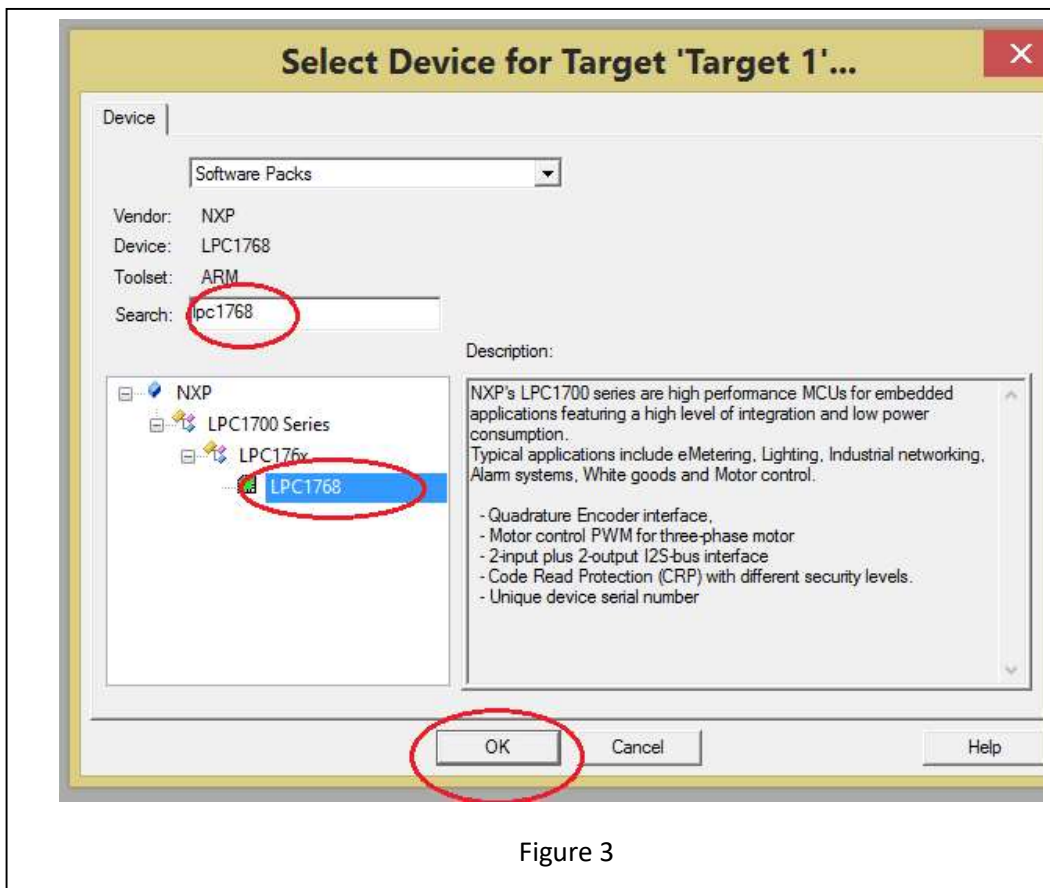 Select Device for Target 'Target 1'...
Device
Software Packs
Vendor: NXP
Device: LPC1768
Toolset: ARM
Search: lpc1768
Description:
NXP
LPC1700 Series
LPC176x
LPC1768
NXP's LPC1700 series are high performance MCUs for embedded
applications featuring a high level of integration and low power
consumption.
Typical applications include eMetering, Lighting, Industrial networking,
Alarm systems, White goods and Motor control.
- Quadrature Encoder interface,
- Motor control PWM for three-phase motor
- 2-input plus 2-output I2S-bus interface
- Code Read Protection (CRP) with different security levels.
- Unique device serial number
OK Cancel Help
Figure 3